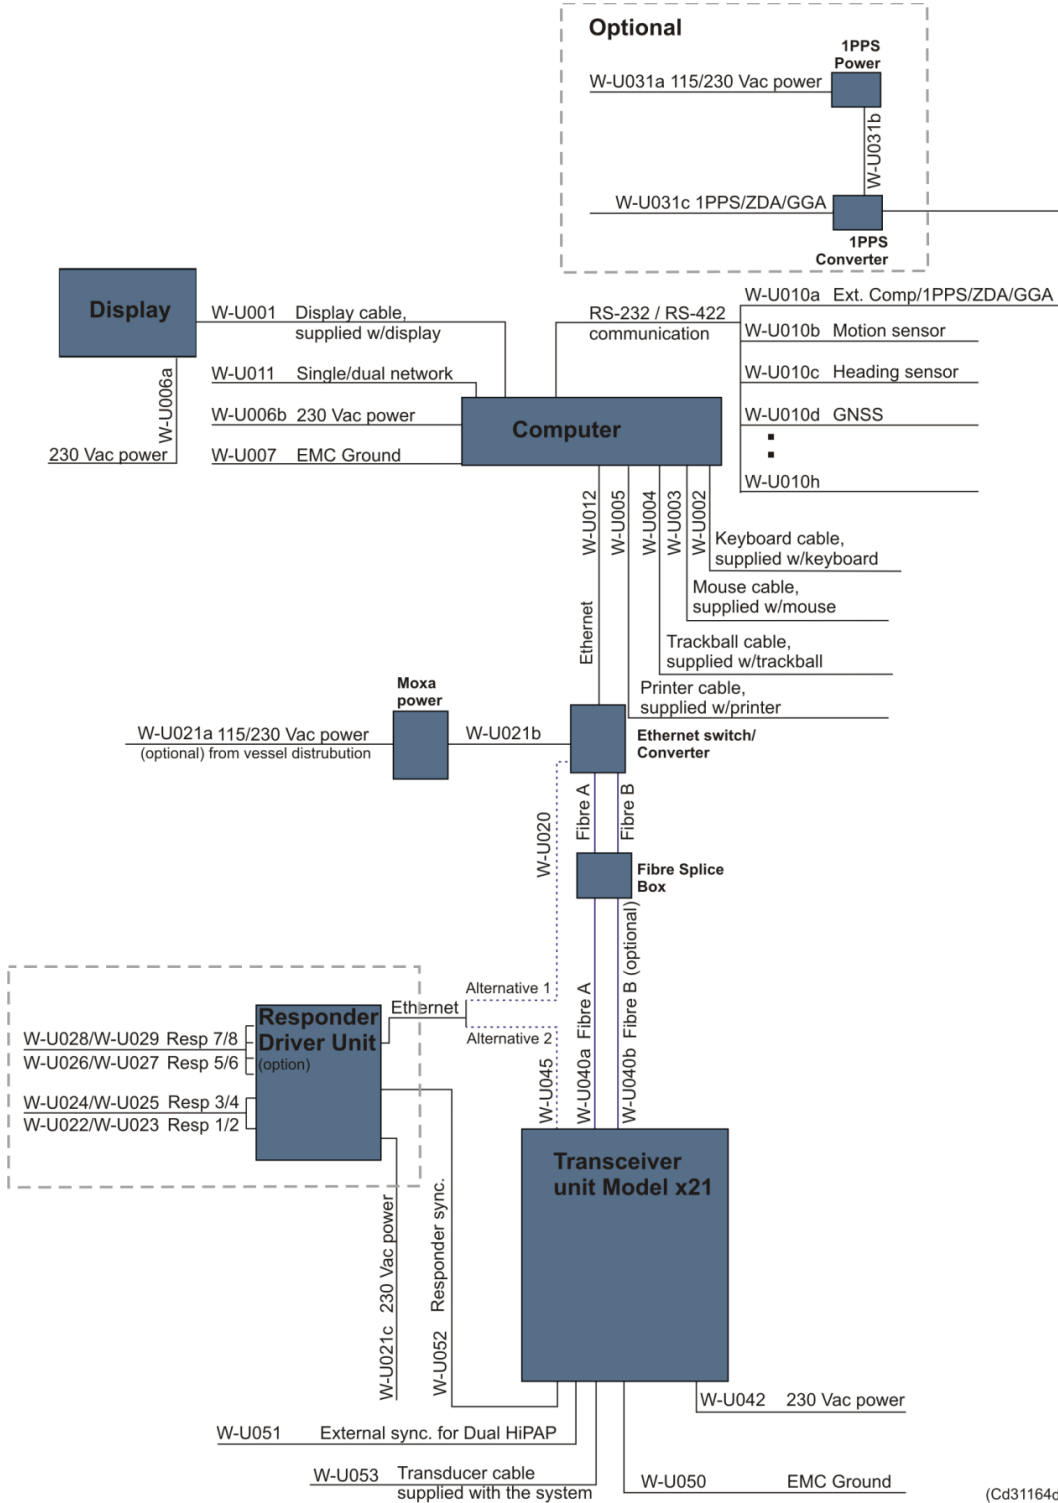 Optional
1PPS
Power
W-U031a 115/230 Vac power
W-U031b
W-U031c 1PPS/ZDA/GGA
1PPS
Converter
Display
W-U001 Display cable,
supplied w/display
RS-232 / RS-422
communication
W-U010a Ext. Comp/1PPS/ZDA/GGA
W-U010b Motion sensor
W-U006a
W-U011 Single/dual network
W-U010c Heading sensor
W-U006b 230 Vac power
Computer
W-U010d GNSS
230 Vac power
W-U007 EMC Ground
W-U010h
W-U012
W-U005
W-U004
W-U003
W-U002
Keyboard cable,
supplied w/keyboard
Mouse cable,
supplied w/mouse
Ethernet
Trackball cable,
supplied w/trackball
Printer cable,
supplied w/printer
Moxa
power
W-U021a 115/230 Vac power
(optional) from vessel distrubution
W-U021b
Ethernet switch/
Converter
W-U020
Fibre A
Fibre B
Fibre Splice
Box
Alternative 1
Ethernet
Alternative 2
Responder
Driver Unit
(option)
W-U028/W-U029 Resp 7/8
W-U026/W-U027 Resp 5/6
W-U024/W-U025 Resp 3/4
W-U022/W-U023 Resp 1/2
W-U045
W-U040a Fibre A
W-U040b Fibre B (optional)
Transceiver
unit Model x21
W-U021c 230 Vac power
W-U052 Responder sync.
W-U042 230 Vac power
W-U051 External sync. for Dual HiPAP
W-U053 Transducer cable
supplied with the system
W-U050 EMC Ground
(Cd31164